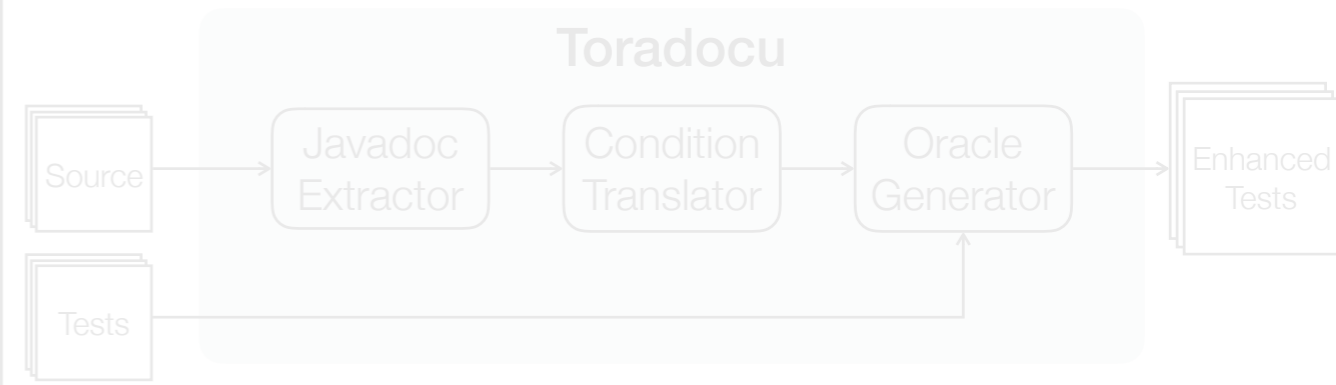 Toradocu
Source
Javadoc
Extractor
Condition
Translator
Oracle
Generator
Enhanced
Tests
Tests